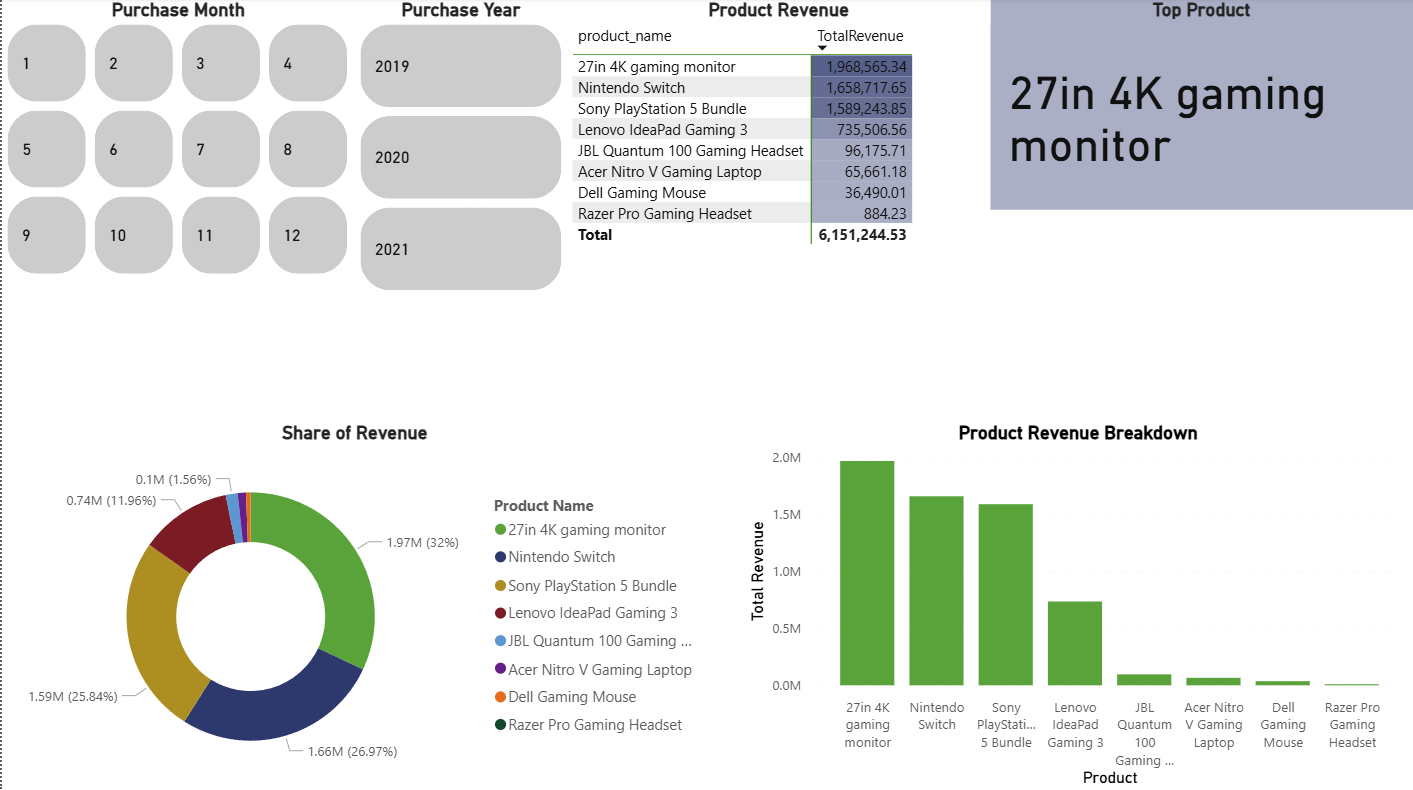 Purchase Month
1 2 3 4
5 6 7 8
9 10 11 12
Purchase Year
2019
2020
2021
Product Revenue
product_name TotalRevenue
27in 4K gaming monitor 1,968,565.34
Nintendo Switch 1,658,717.65
Sony PlayStation 5 Bundle 1,589,243.85
Lenovo IdeaPad Gaming 3 735,506.56
JBL Quantum 100 Gaming Headset 96,175.71
Acer Nitro V Gaming Laptop 65,661.18
Dell Gaming Mouse 36,490.01
Razer Pro Gaming Headset 884.23
Total 6,151,244.53
Top Product
27in 4K gaming
monitor
Share of Revenue
0.1M (1.56%)
0.74M (11.96%)
1.97M (32%)
1.59M (25.84%)
1.66M (26.97%)
Product Name
27in 4K gaming monitor
Nintendo Switch
Sony PlayStation 5 Bundle
Lenovo IdeaPad Gaming 3
JBL Quantum 100 Gaming ...
Acer Nitro V Gaming Laptop
Dell Gaming Mouse
Razer Pro Gaming Headset
Product Revenue Breakdown
Total Revenue
2.0M
1.5M
1.0M
0.5M
0.0M
27in 4K
gaming
monitor
Nintendo
Switch
Sony
PlayStati...
5 Bundle
Lenovo
IdeaPad
Gaming 3
JBL
Quantum
100
Gaming ...
Acer Nitro
V Gaming
Laptop
Dell
Gaming
Mouse
Razer Pro
Gaming
Headset
Product